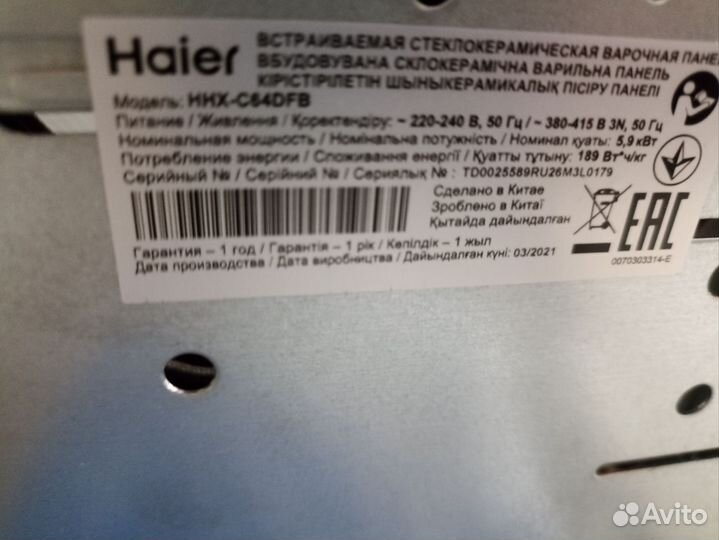 Haier
ВСТРАИВАЕМАЯ СТЕКЛОКЕРАМИЧЕСКАЯ ВАРОЧНАЯ ПАНЕ
ВБУДОВУВАНА СКЛОКЕРАМІЧНА ВАРИЛЬНА ПАНЕЛЬ
КІРІСТІРІЛЕТІН ШЫНЫКЕРАМИКАЛЫҚ ПІСІРУ ПАНЕЛІ
Модель: HHX-C64DFB
Питание / Живлення / Қоректендіру: ~ 220-240 В, 50 Гц / ~ 380-415 В 3N, 50 Гц
Номинальная мощность / Номінальна потужність / Номинал қуаты: 5,9 кВт
Потребление энергии / Споживання енергії / Қуатты тұтыну: 189 Вт*ч/кг
Серийный № / Серійний № / Сериялық № : TD0025589RU26M3L0179
Сделано в Китае
Зроблено в Китаї
Қытайда дайындалған
EAC
Гарантия – 1 год / Гарантія – 1 рік / Кепілдік – 1 жыл
Дата производства / Дата виробництва / Дайындалған күні: 03/2021
0070303314-E
Avito